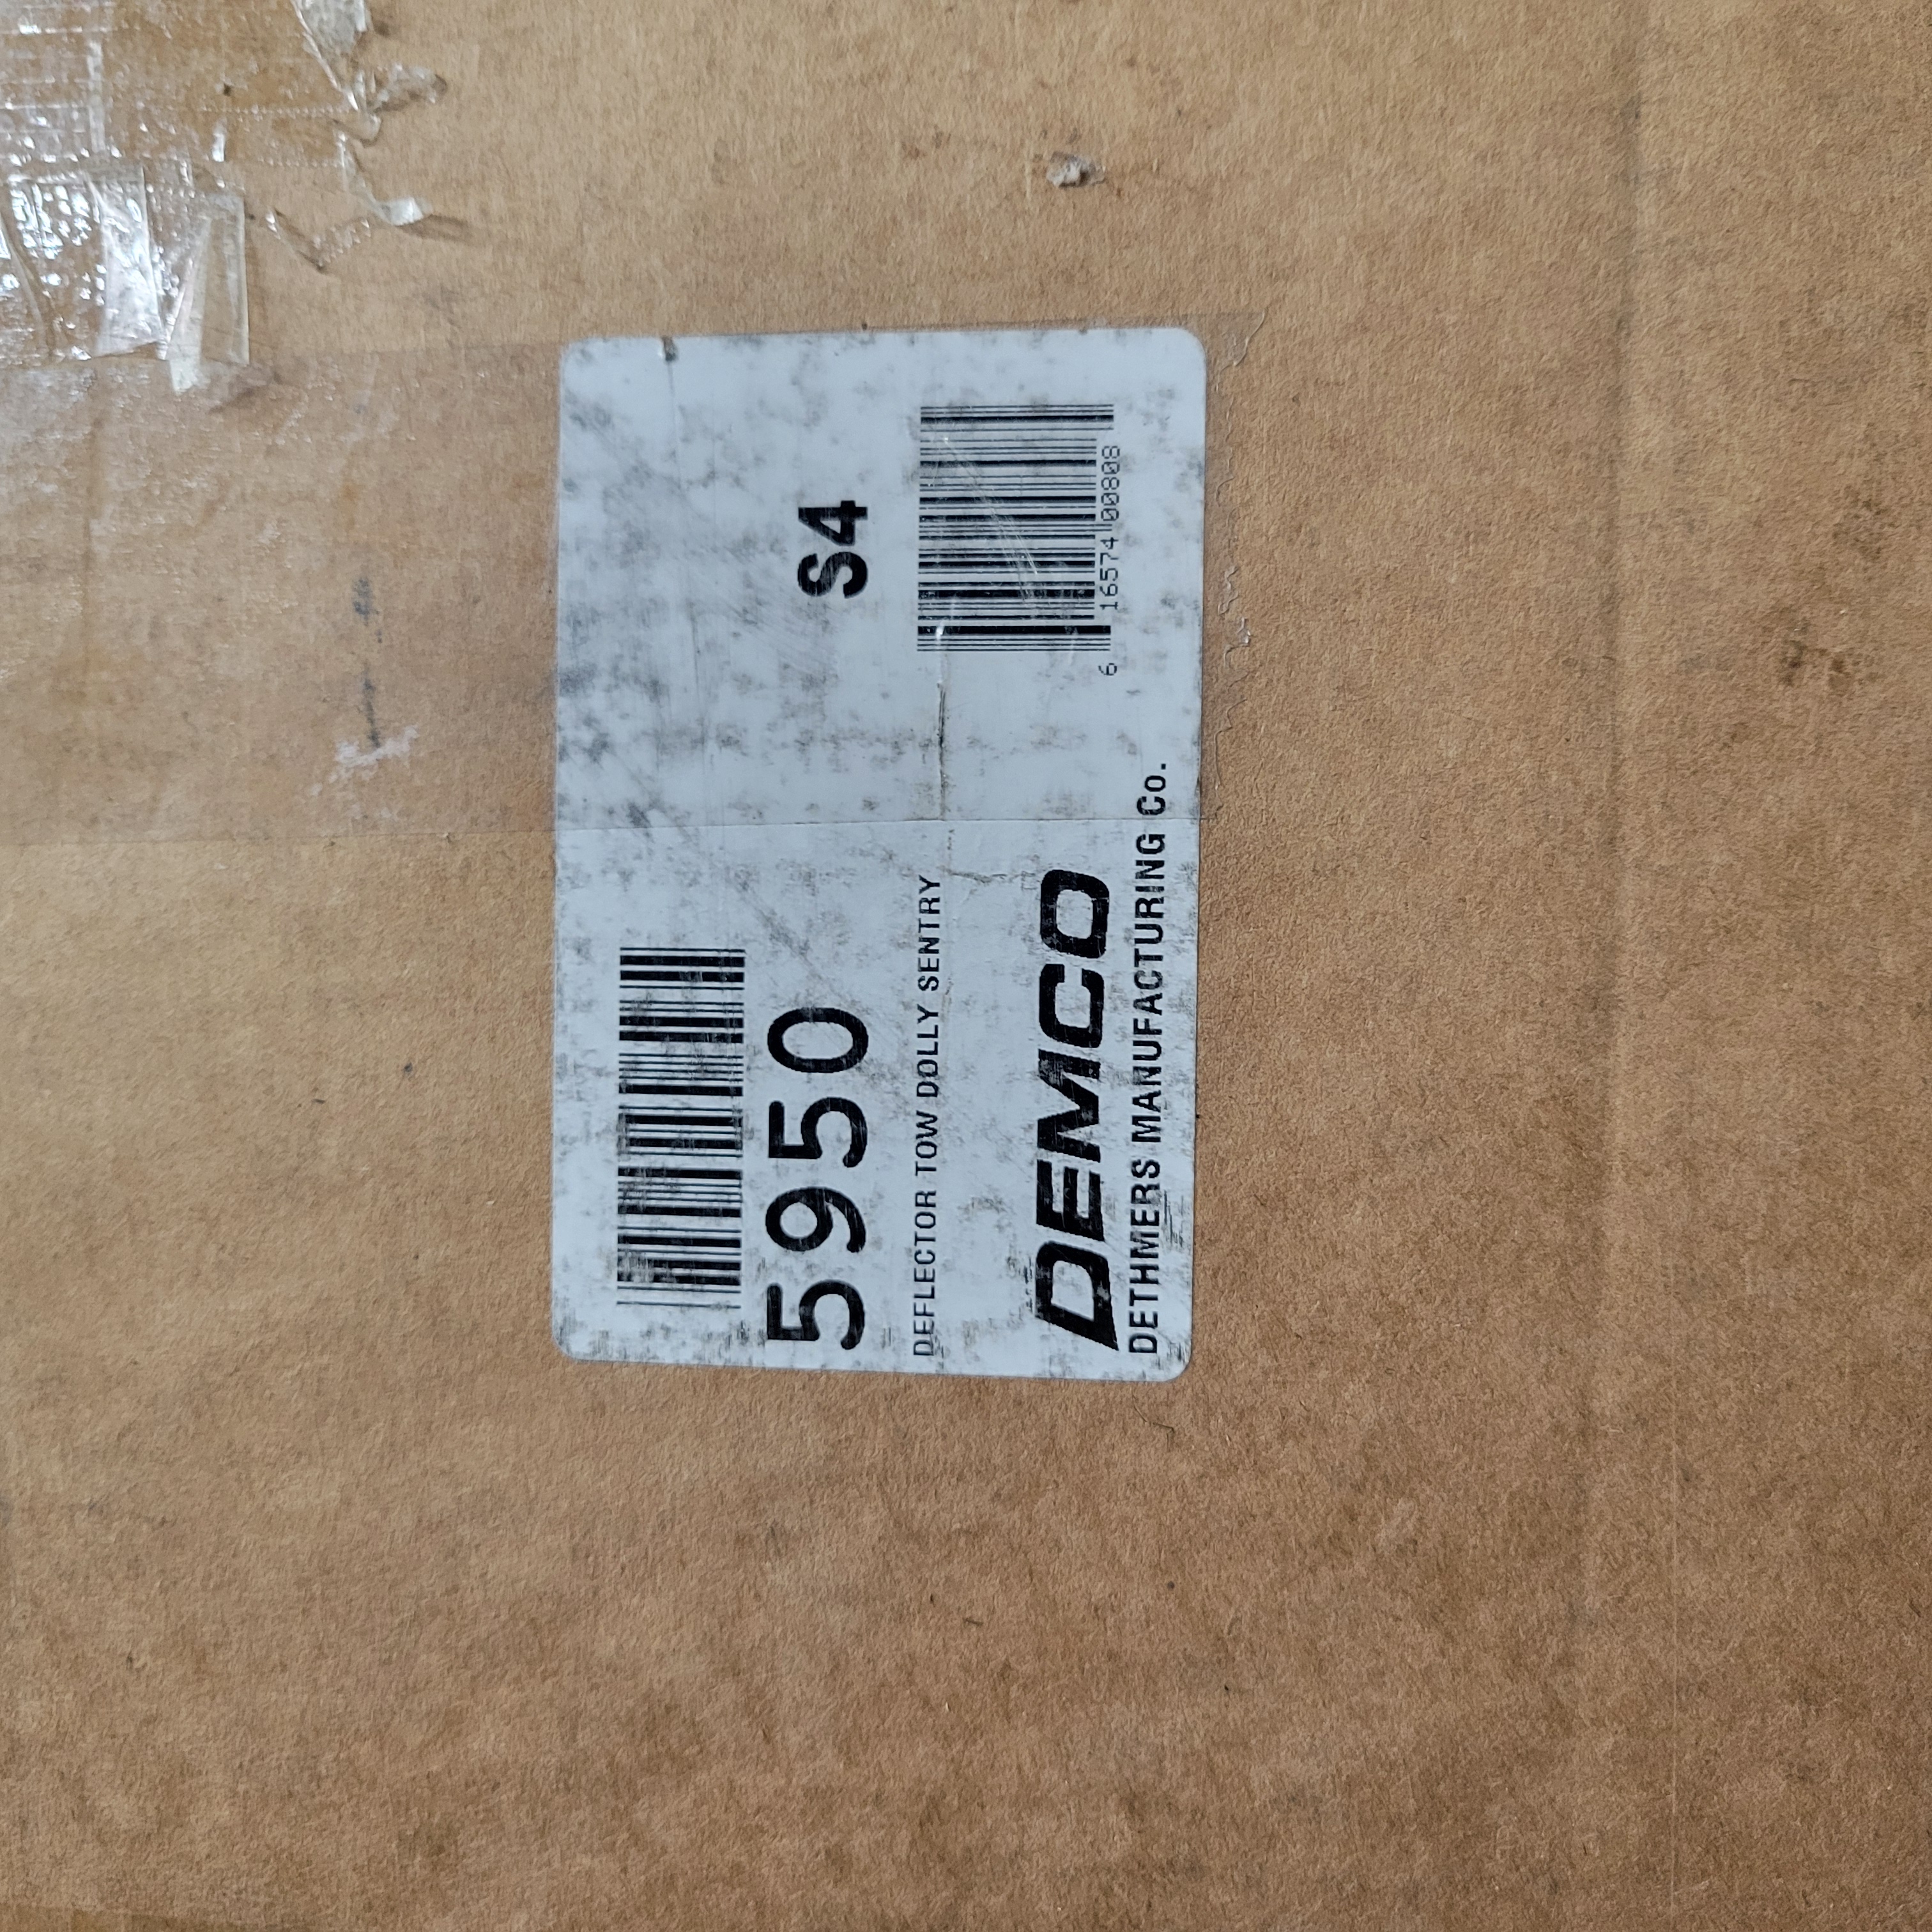 5950
S4
DEFLECTOR TOW DOLLY SENTRY
DEMCO
DETHMERS MANUFACTURING Co.
6 16574 00808